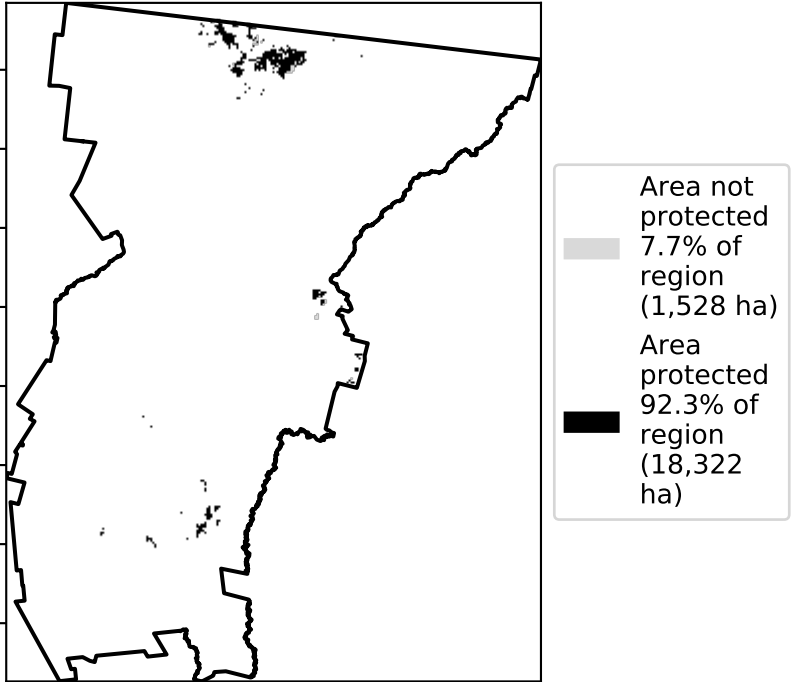 Area not
protected
7.7% of
region
(1,528 ha)
Area
protected
92.3% of
region
(18,322
ha)